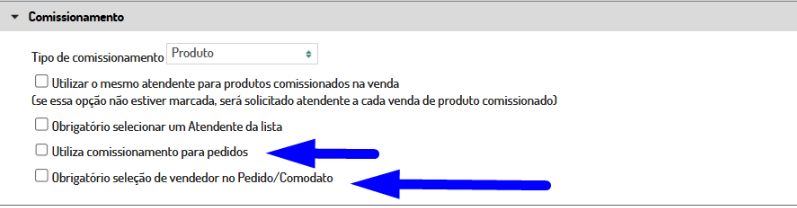 Comissionamento
Tipo de comissionamento Produto
Utilizar o mesmo atendente para produtos comissionados na venda
(se essa opção não estiver marcada, será solicitado atendente a cada venda de produto comissionado)
Obrigatório selecionar um Atendente da lista
Utiliza comissionamento para pedidos
Obrigatório seleção de vendedor no Pedido/Comodato